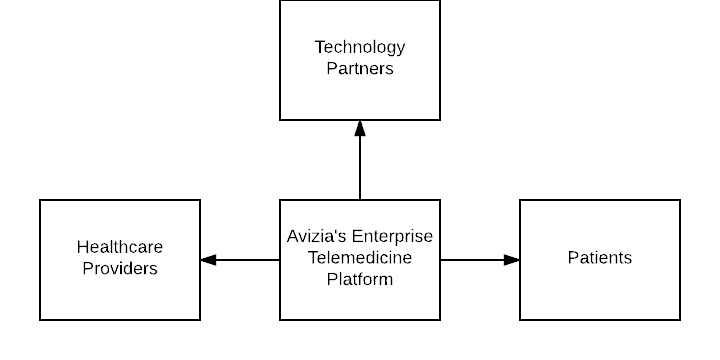 Technology
Partners
Healthcare
Providers
Avizia's Enterprise
Telemedicine
Platform
Patients